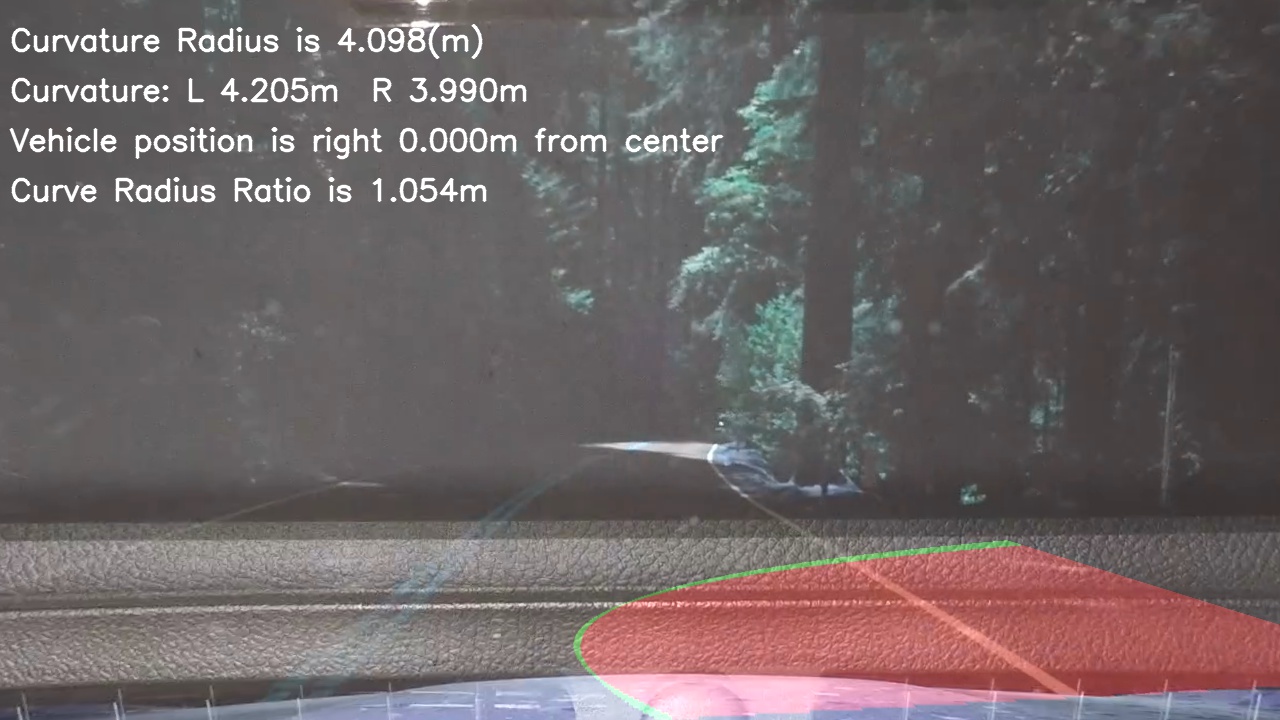 Curvature Radius is 4.098(m)
Curvature: L 4.205m R 3.990m
Vehicle position is right 0.000m from center
Curve Radius Ratio is 1.054m